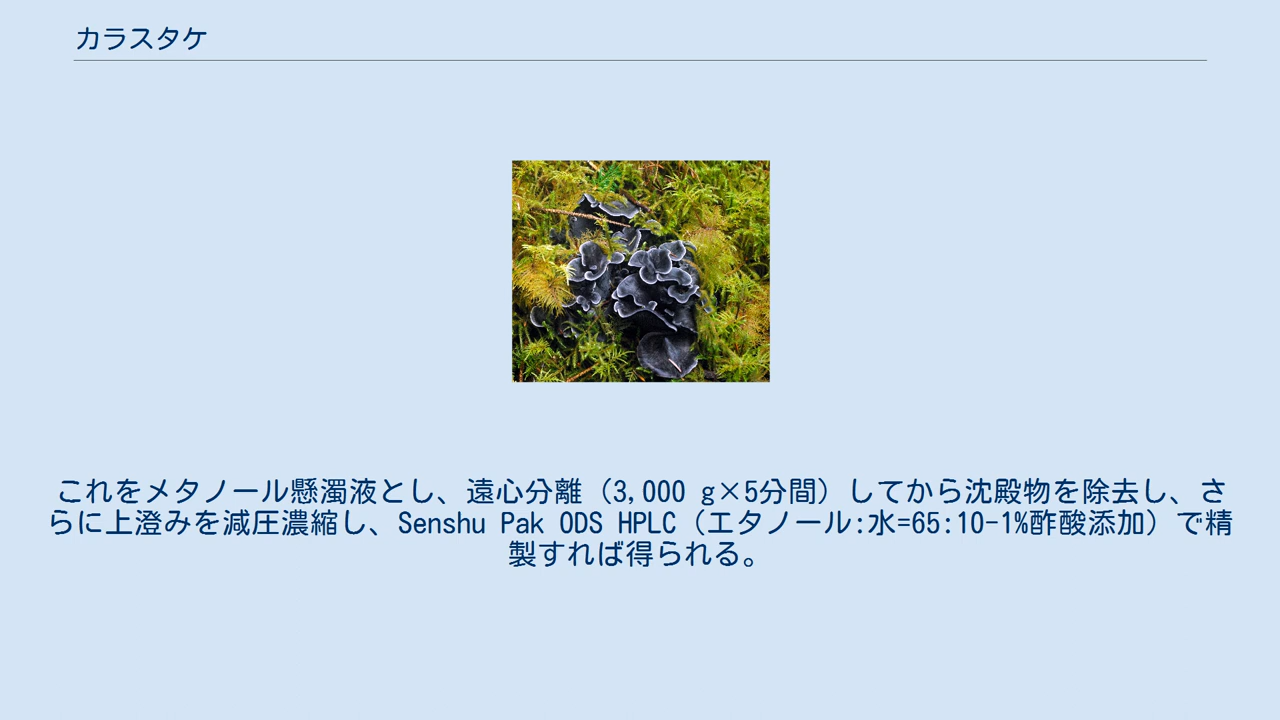 カラスタケ
これをメタノール懸濁液とし、遠心分離（3,000 g×5分間）してから沈殿物を除去し、さ
らに上澄みを減圧濃縮し、Senshu Pak ODS HPLC（エタノール:水=65:10-1%酢酸添加）で精
製すれば得られる。